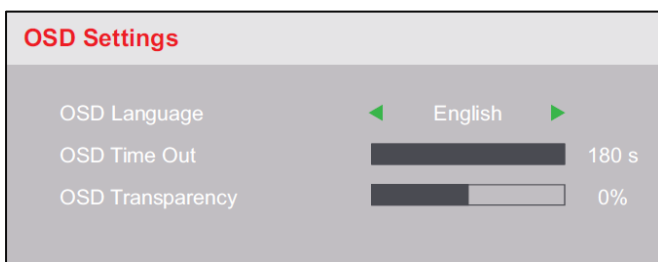 OSD Settings
OSD Language English
OSD Time Out 180 s
OSD Transparency 0%